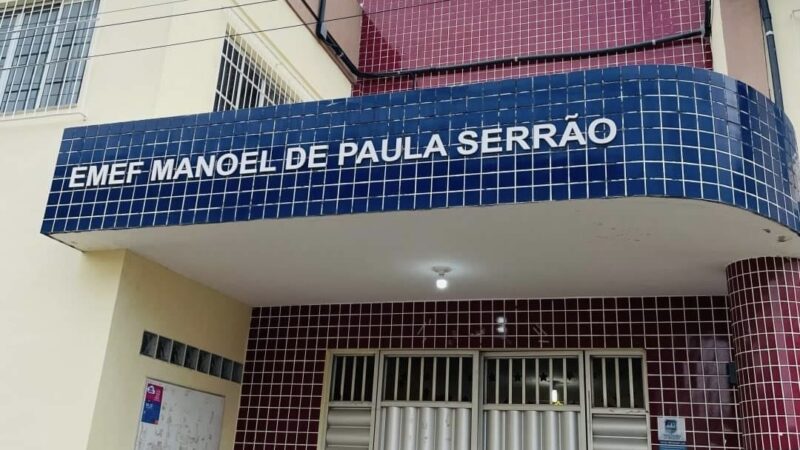 EMEF MANOEL DE PAULA SERRÃO